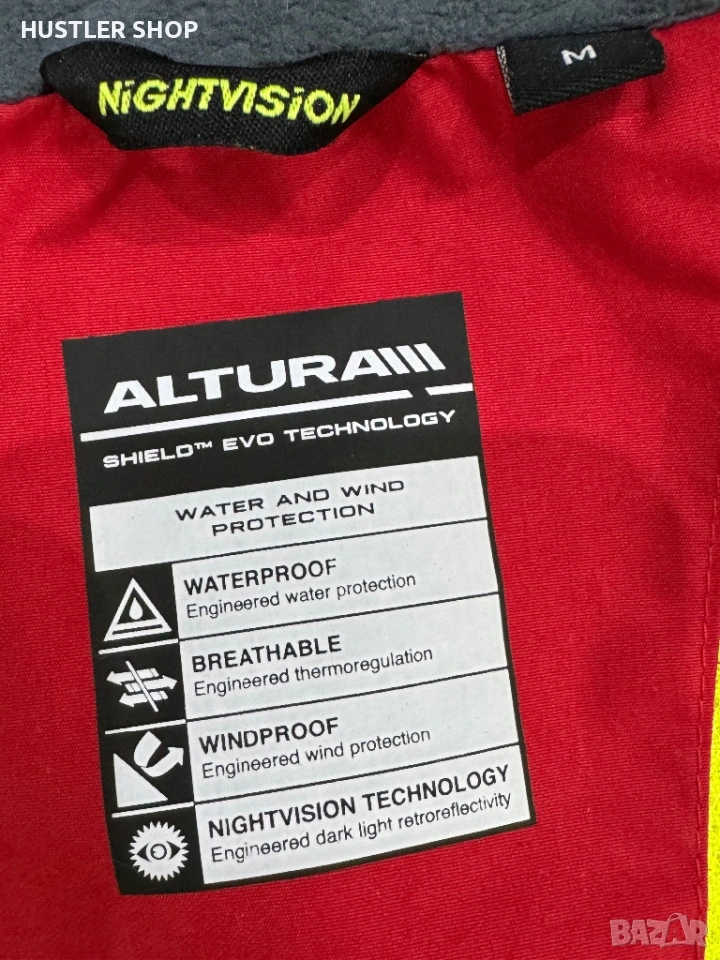 HUSTLER SHOP
NiGHTVISION
M
ALTURA
SHIELD™ EVO TECHNOLOGY
WATER AND WIND
PROTECTION
WATERPROOF
Engineered water protection
BREATHABLE
Engineered thermoregulation
WINDPROOF
Engineered wind protection
NIGHTVISION TECHNOLOGY
Engineered dark light retroreflectivity
BAZAR